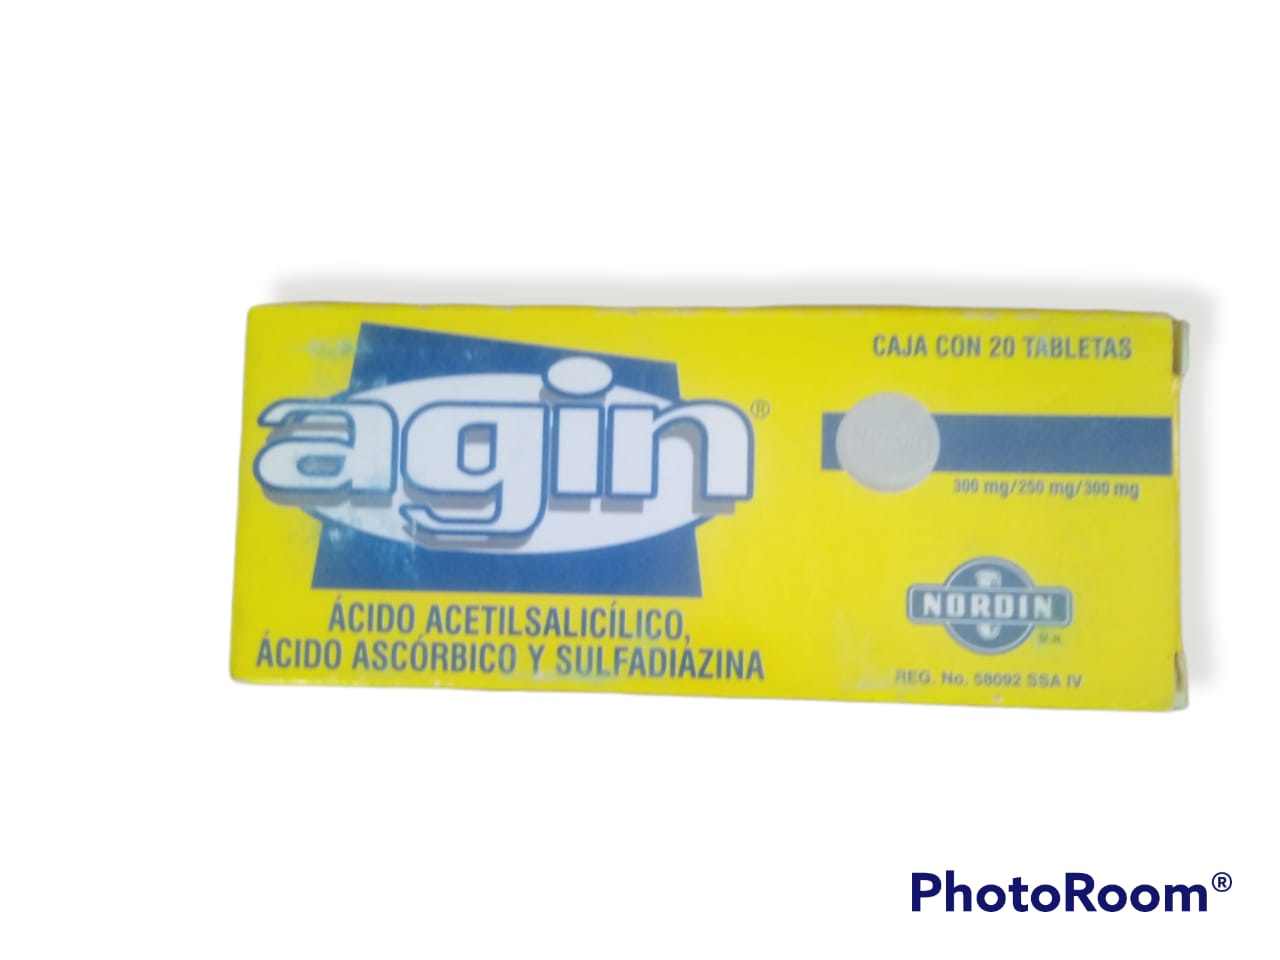 agin®
ÁCIDO ACETILSALICÍLICO,
ÁCIDO ASCÓRBICO Y SULFADIAZINA
CAJA CON 20 TABLETAS
300 mg/250 mg/300 mg
NORDIN
M.R.
REG. No. 58092 SSA IV
PhotoRoom®